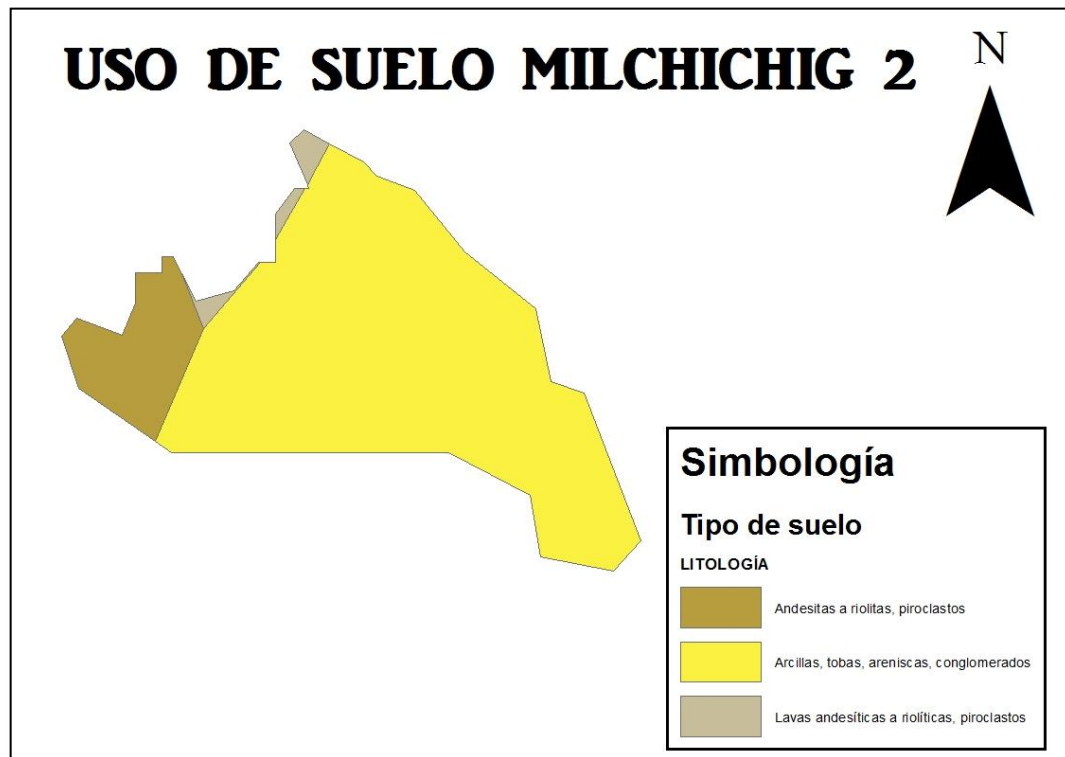 USO DE SUELO MILCHICHIG 2
N
Simbología
Tipo de suelo
LITOLOGÍA
Andesitas a riolitas, piroclastos
Arcillas, tobas, areniscas, conglomerados
Lavas andesíticas a riolíticas, piroclastos